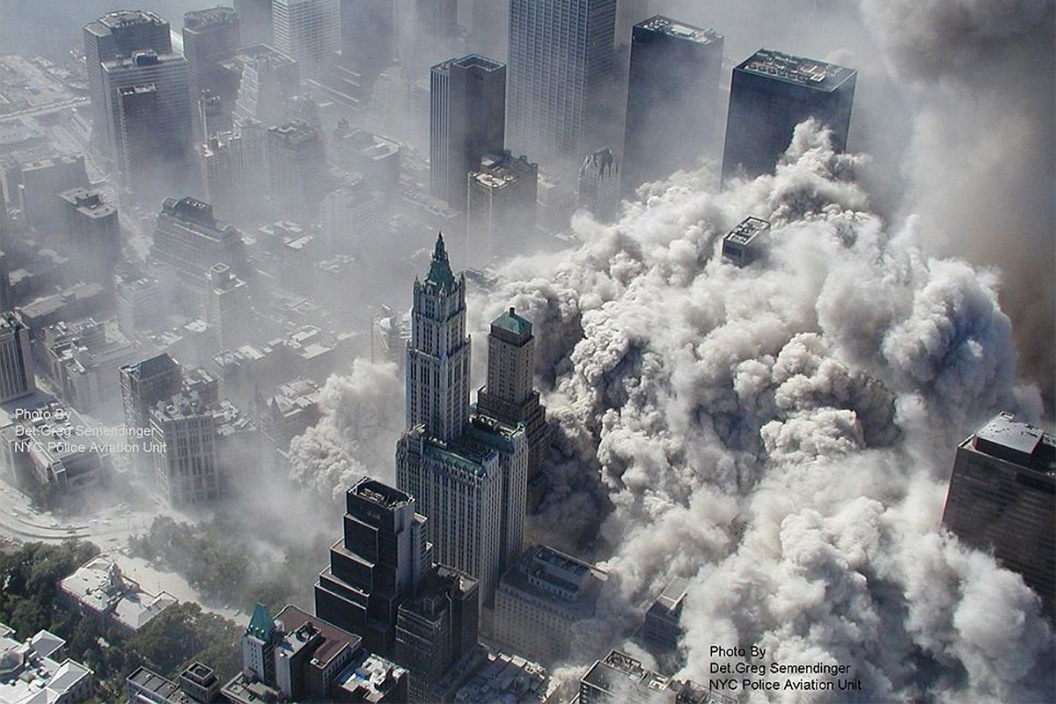 Photo By
Det.Greg Semendinger
NYC Police Aviation Unit
Photo By
Det.Greg Semendinger
NYC Police Aviation Unit